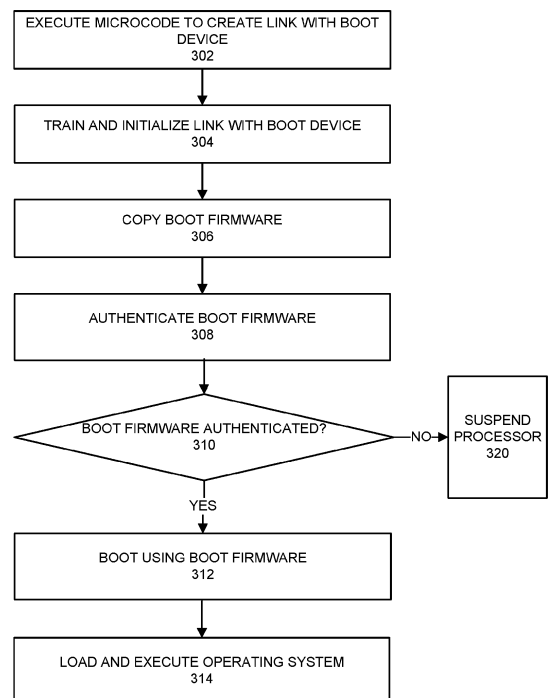 EXECUTE MICROCODE TO CREATE LINK WITH BOOT
DEVICE
302
TRAIN AND INITIALIZE LINK WITH BOOT DEVICE
304
COPY BOOT FIRMWARE
306
AUTHENTICATE BOOT FIRMWARE
308
BOOT FIRMWARE AUTHENTICATED?
310
NO
SUSPEND
PROCESSOR
320
YES
BOOT USING BOOT FIRMWARE
312
LOAD AND EXECUTE OPERATING SYSTEM
314